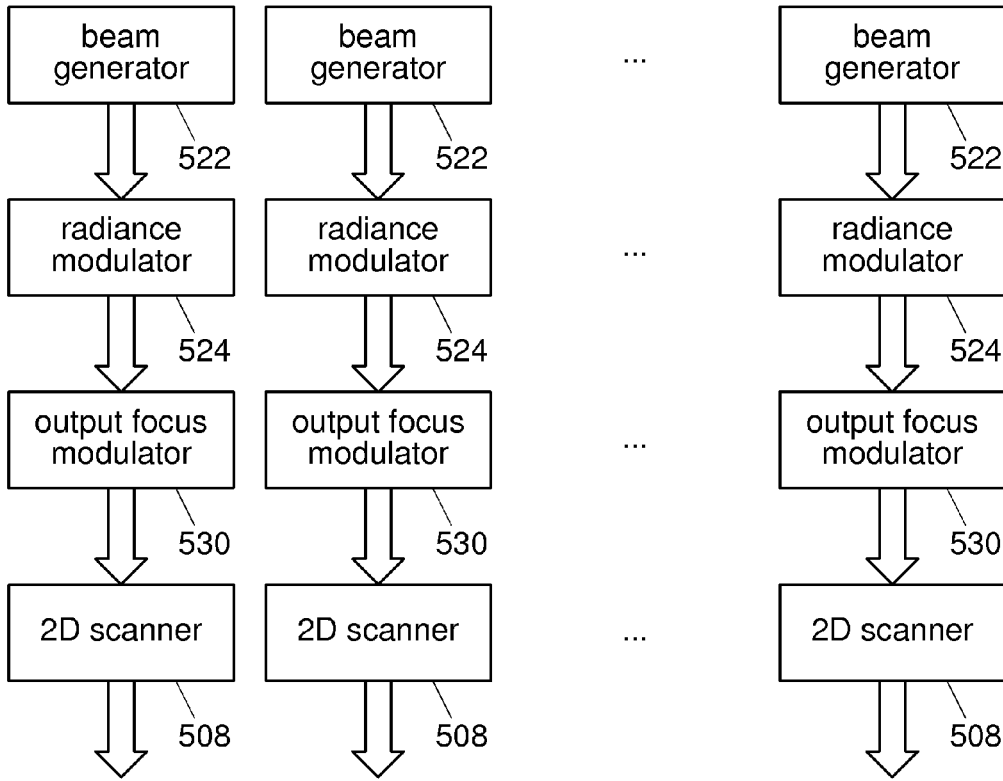 beam
generator
beam
generator
...
beam
generator
522
522
522
radiance
modulator
radiance
modulator
...
radiance
modulator
524
524
524
output focus
modulator
output focus
modulator
...
output focus
modulator
530
530
530
2D scanner
2D scanner
...
2D scanner
508
508
508